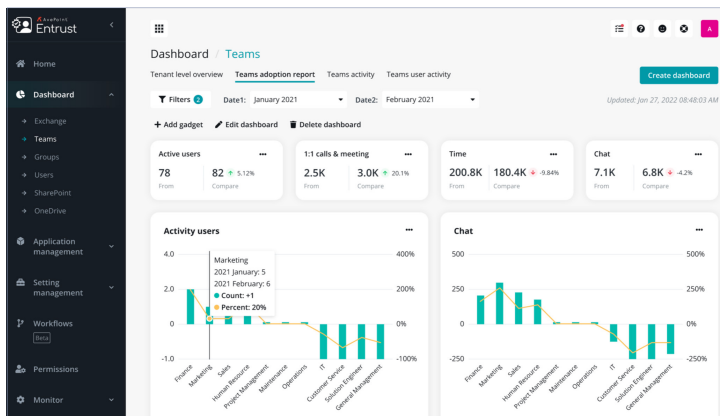 AvePoint
Entrust
A
Home
Dashboard
Exchange
Teams
Groups
Users
SharePoint
OneDrive
Application
management
Setting
management
Workflows
Beta
Permissions
Monitor
Dashboard / Teams
Tenant level overview Teams adoption report Teams activity Teams user activity
Create dashboard
Filters 2 Date1: January 2021 Date2: February 2021
Updated: Jan 27, 2022 08:48:03 AM
+ Add gadget Edit dashboard Delete dashboard
Active users
78 82 5.12%
From Compare
1:1 calls & meeting
2.5K 3.0K 20.1%
From Compare
Time
200.8K 180.4K -9.84%
From Compare
Chat
7.1K 6.8K -4.2%
From Compare
Activity users
4.0 400%
2.0 200%
0 0%
-1.0 -100%
Marketing
2021 January: 5
2021 February: 6
Count: +1
Percent: 20%
Finance
Marketing
Sales
Human Resource
Project Management
Maintenance
Operations
IT
Customer Service
Solution Engineer
General Management
Chat
500 500%
250 250%
0 0%
-250 -250%
Finance
Marketing
Sales
Human Resource
Project Management
Maintenance
Operations
IT
Customer Service
Solution Engineer
General Management